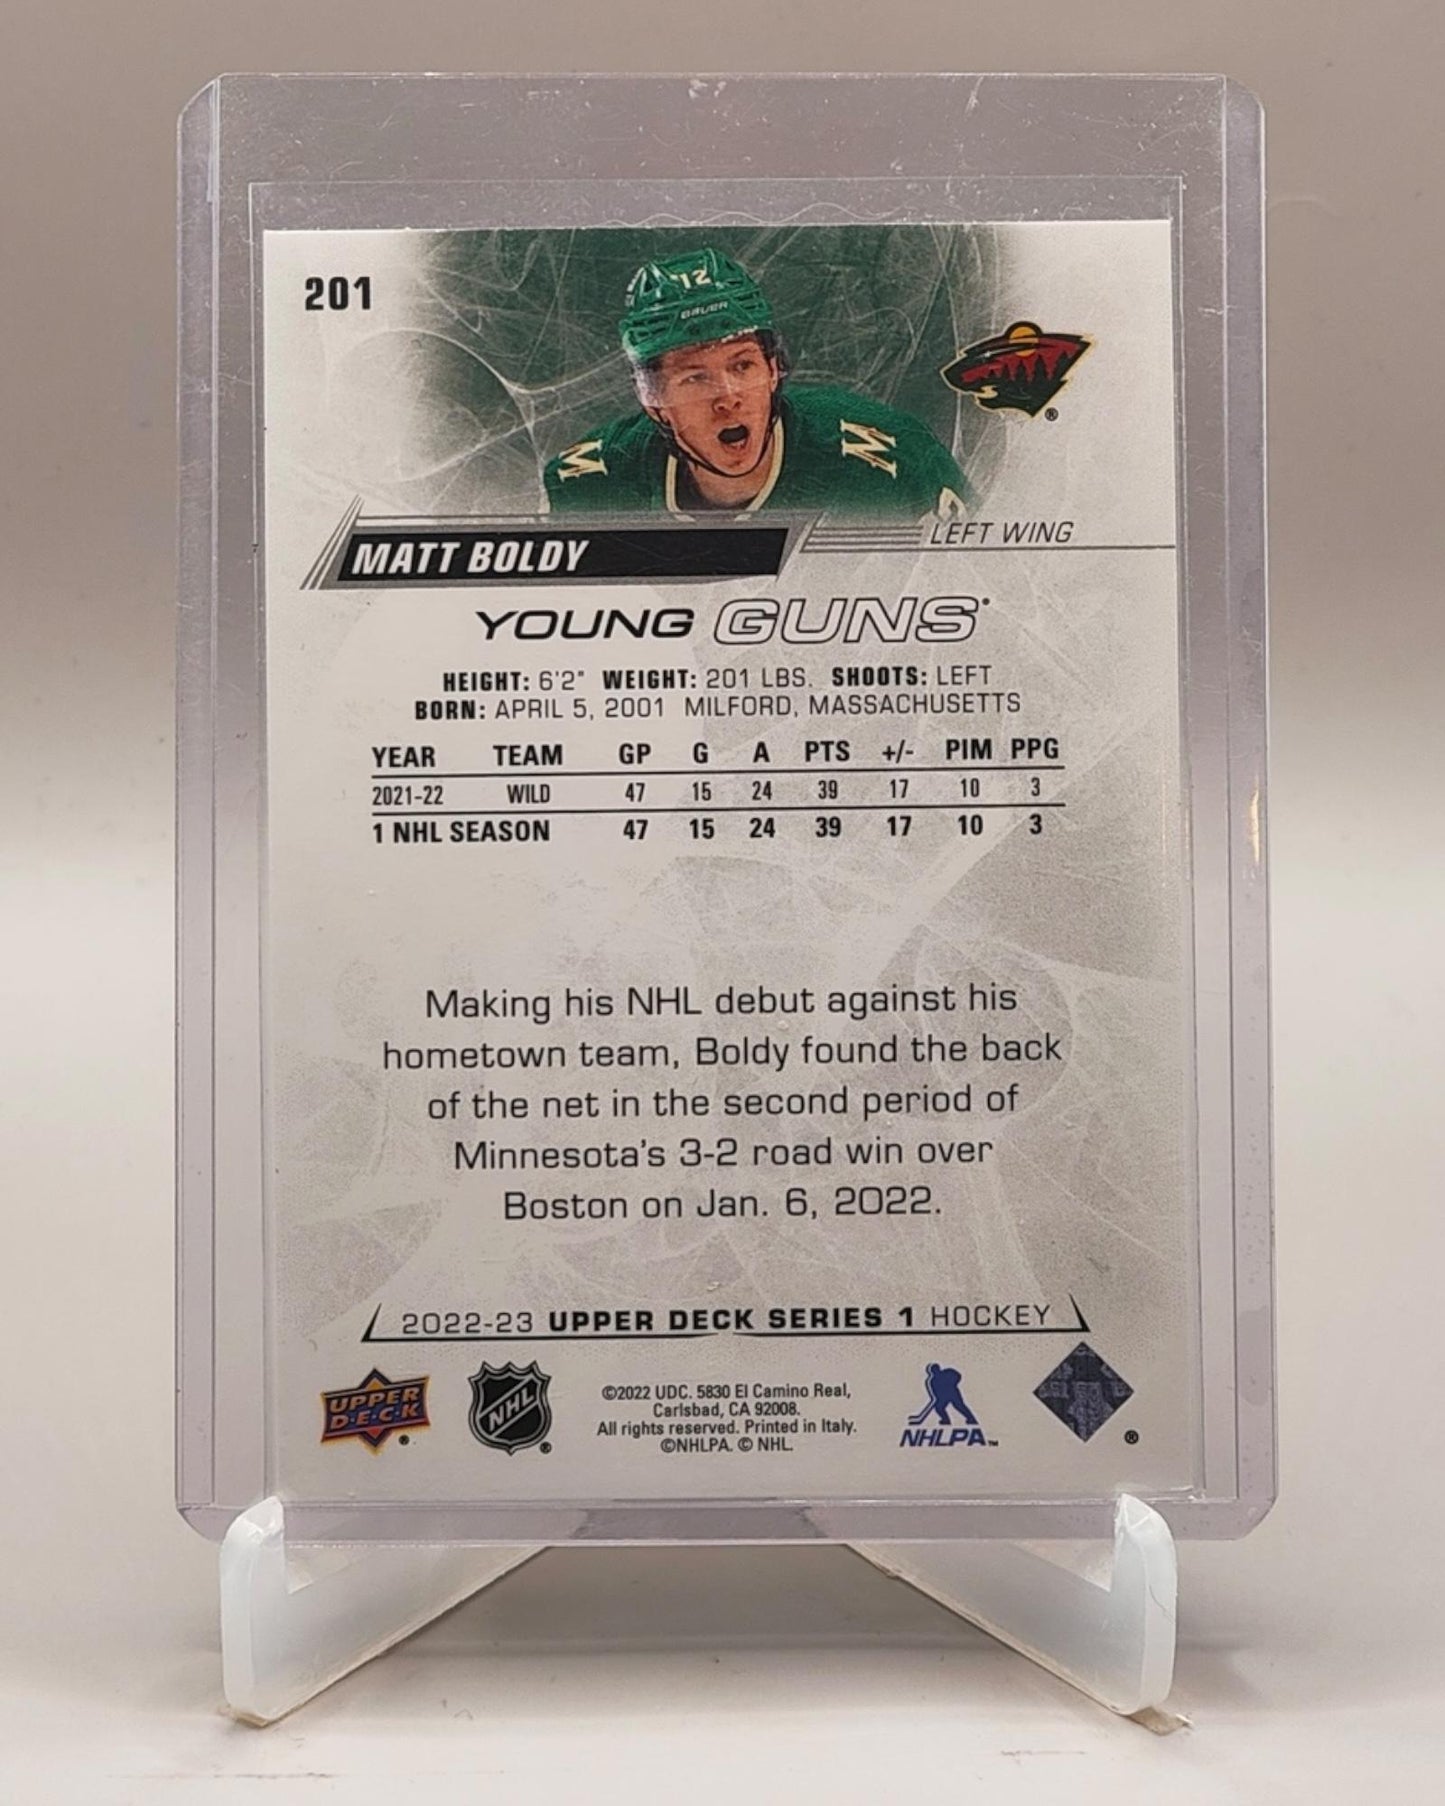 201
12
BAUER
M M
®
LEFT WING
MATT BOLDY
YOUNG GUNS®
HEIGHT: 6'2" WEIGHT: 201 LBS. SHOOTS: LEFT
BORN: APRIL 5, 2001 MILFORD, MASSACHUSETTS
YEAR TEAM GP G A PTS +/- PIM PPG
2021-22 WILD 47 15 24 39 17 10 3
1 NHL SEASON 47 15 24 39 17 10 3
Making his NHL debut against his
hometown team, Boldy found the back
of the net in the second period of
Minnesota's 3-2 road win over
Boston on Jan. 6, 2022.
2022-23 UPPER DECK SERIES 1 HOCKEY
UPPER
D•E•C•K ®
NHL ®
©2022 UDC. 5830 El Camino Real,
Carlsbad, CA 92008.
All rights reserved. Printed in Italy.
©NHLPA. © NHL.
NHLPA™
®